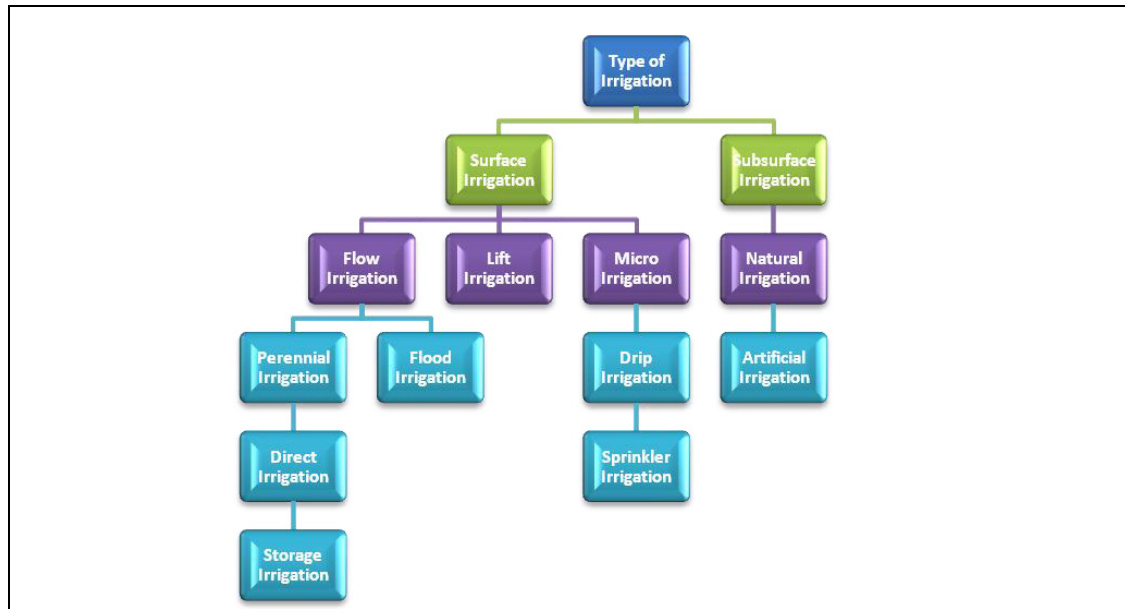 Type of
Irrigation
Surface
Irrigation
Subsurface
Irrigation
Flow
Irrigation
Lift
Irrigation
Micro
Irrigation
Natural
Irrigation
Perennial
Irrigation
Flood
Irrigation
Drip
Irrigation
Artificial
Irrigation
Direct
Irrigation
Sprinkler
Irrigation
Storage
Irrigation